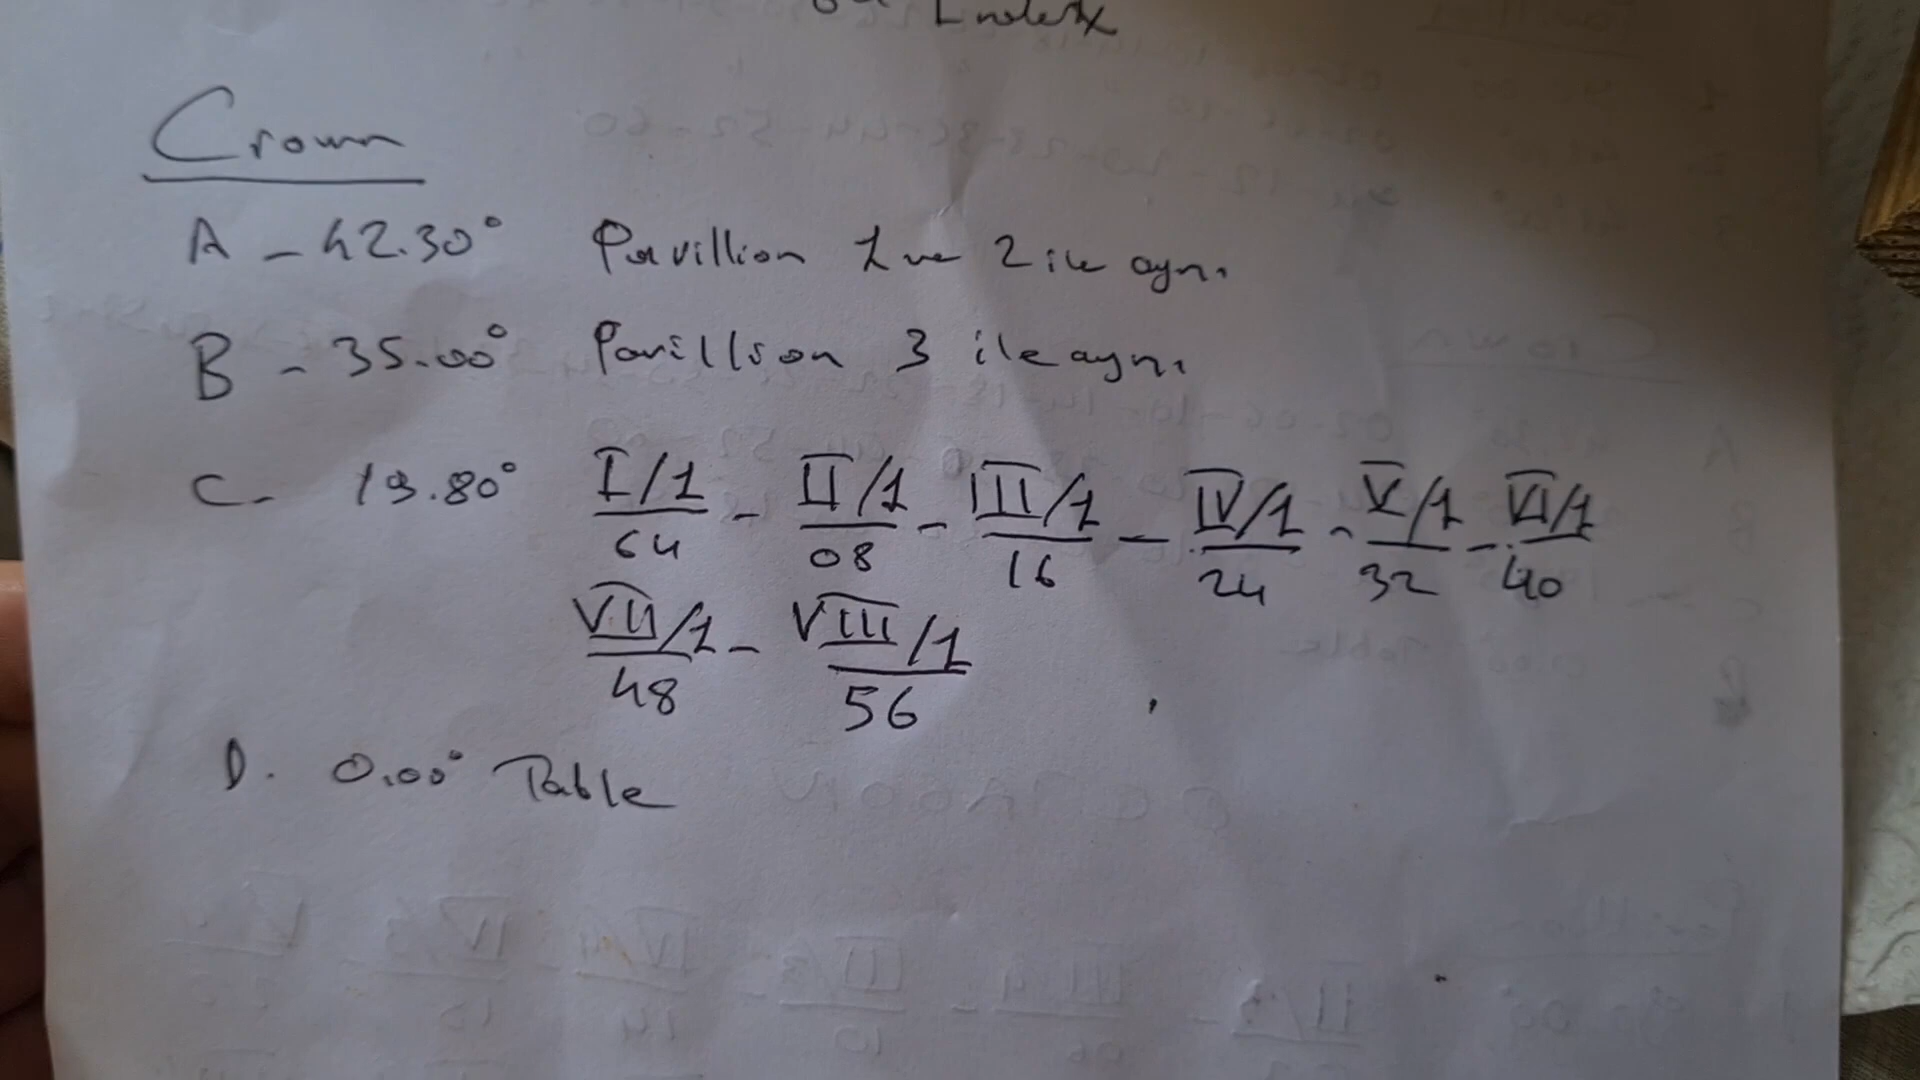 Index
Crown
A - 42.30° Pavillion 1 ve 2 ile aynı
B - 35.00° Pavillion 3 ile aynı
C - 19.80° I/1 - II/1 - III/1 - IV/1 - V/1 - VI/1
64 08 16 24 32 40
VII/1 - VIII/1
48 56
D. 0.00° Table